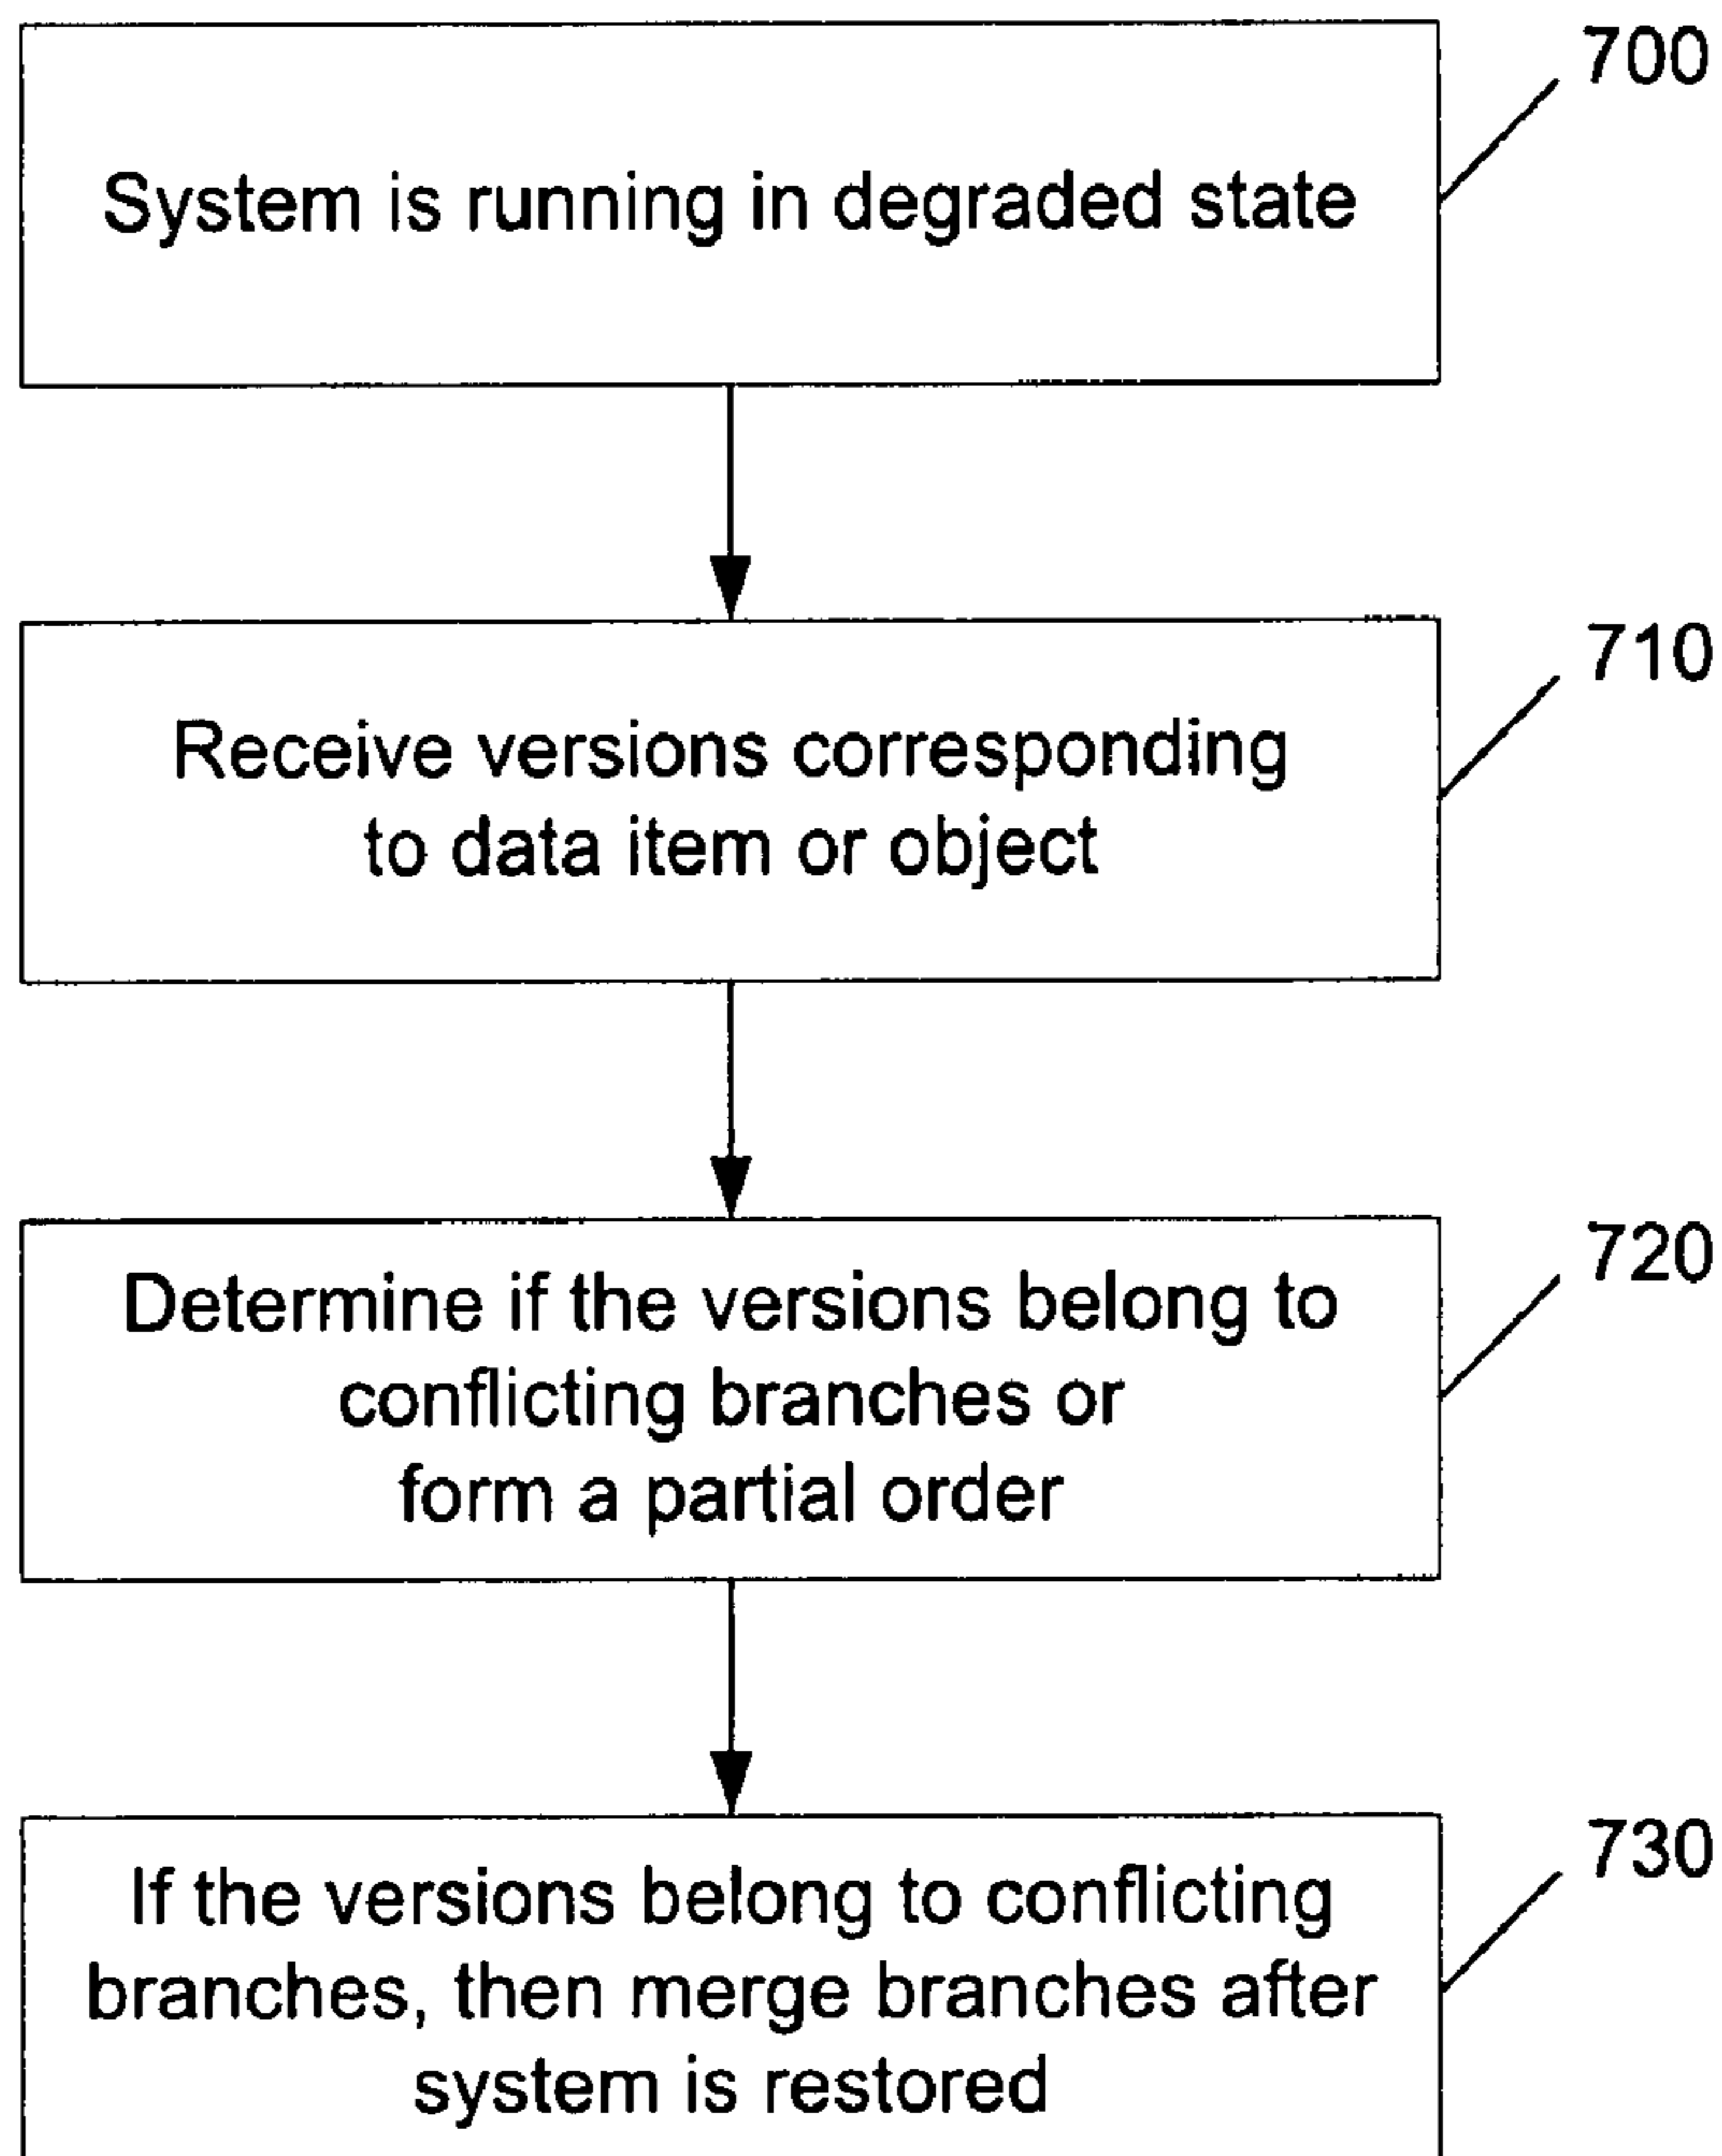 700
System is running in degraded state
710
Receive versions corresponding
to data item or object
720
Determine if the versions belong to
conflicting branches or
form a partial order
730
If the versions belong to conflicting
branches, then merge branches after
system is restored